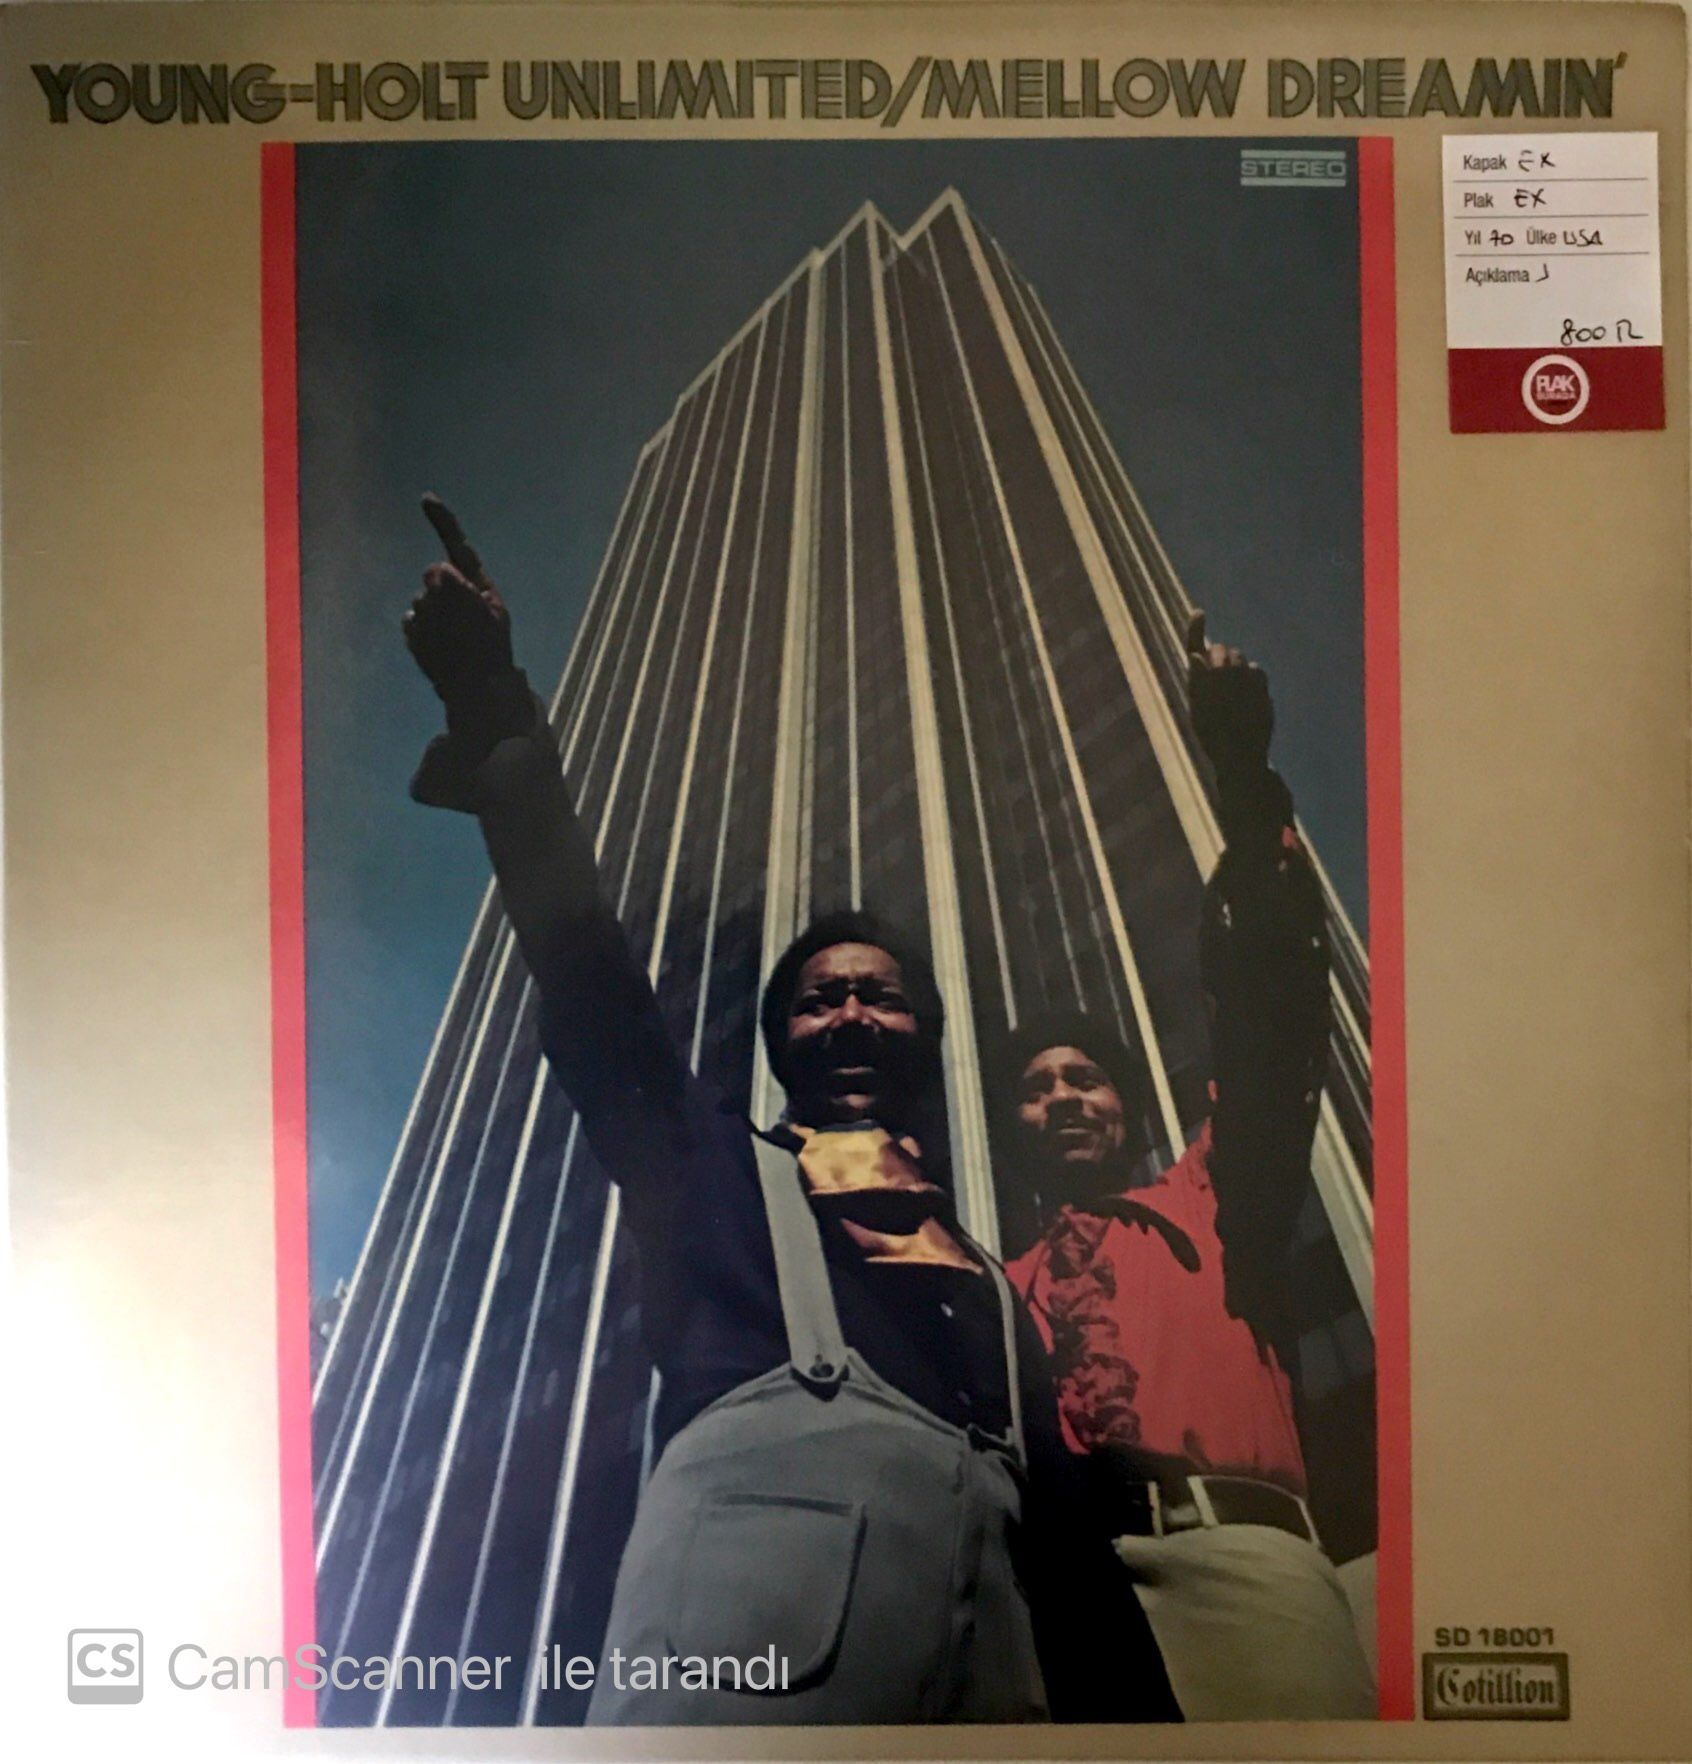 YOUNG-HOLT UNLIMITED/MELLOW DREAMIN'
STEREO
Kapak EX
Plak EX
Yıl 70 Ülke USA
Açıklama
800 TL
PLAK
BURADA
SD 18001
Cotillion
CS CamScanner ile tarandı